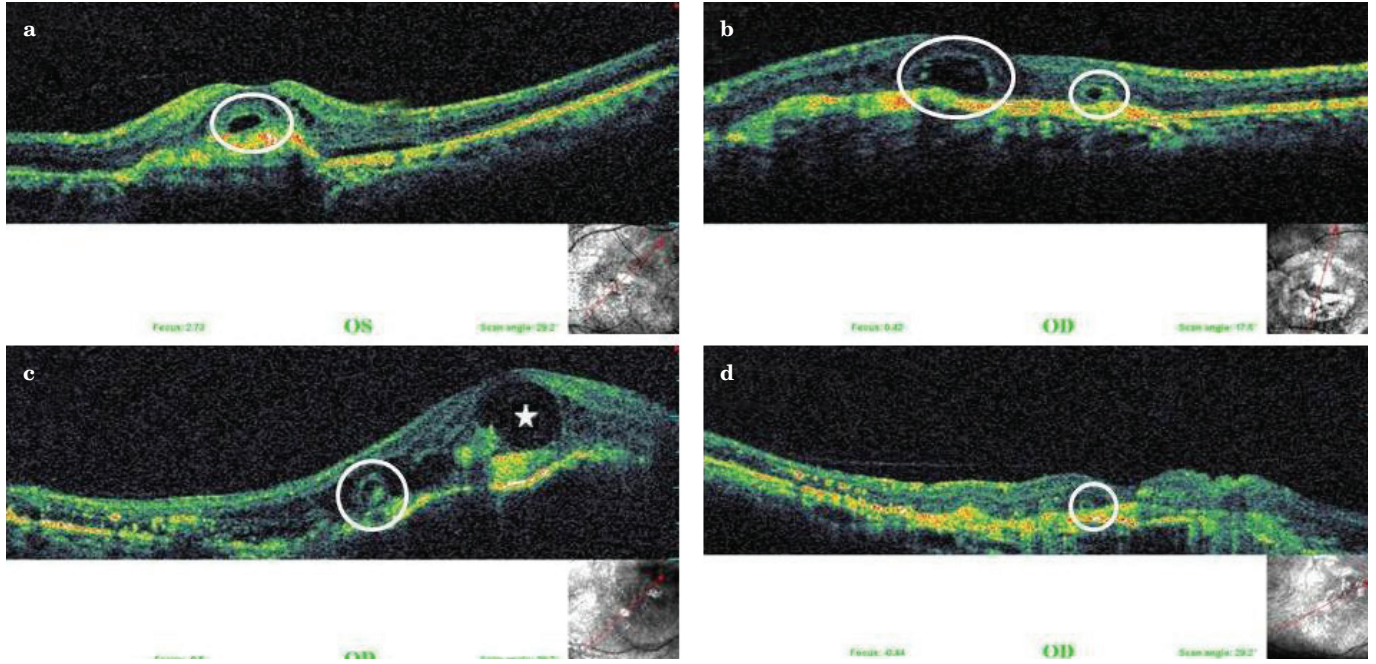 a
b
Focus: 2.73 OS Scan angle: 29.2°
Focus: 0.42 OD Scan angle: 17.6°
c
d
OD
Focus: -0.84 OD Scan angle: 29.2°